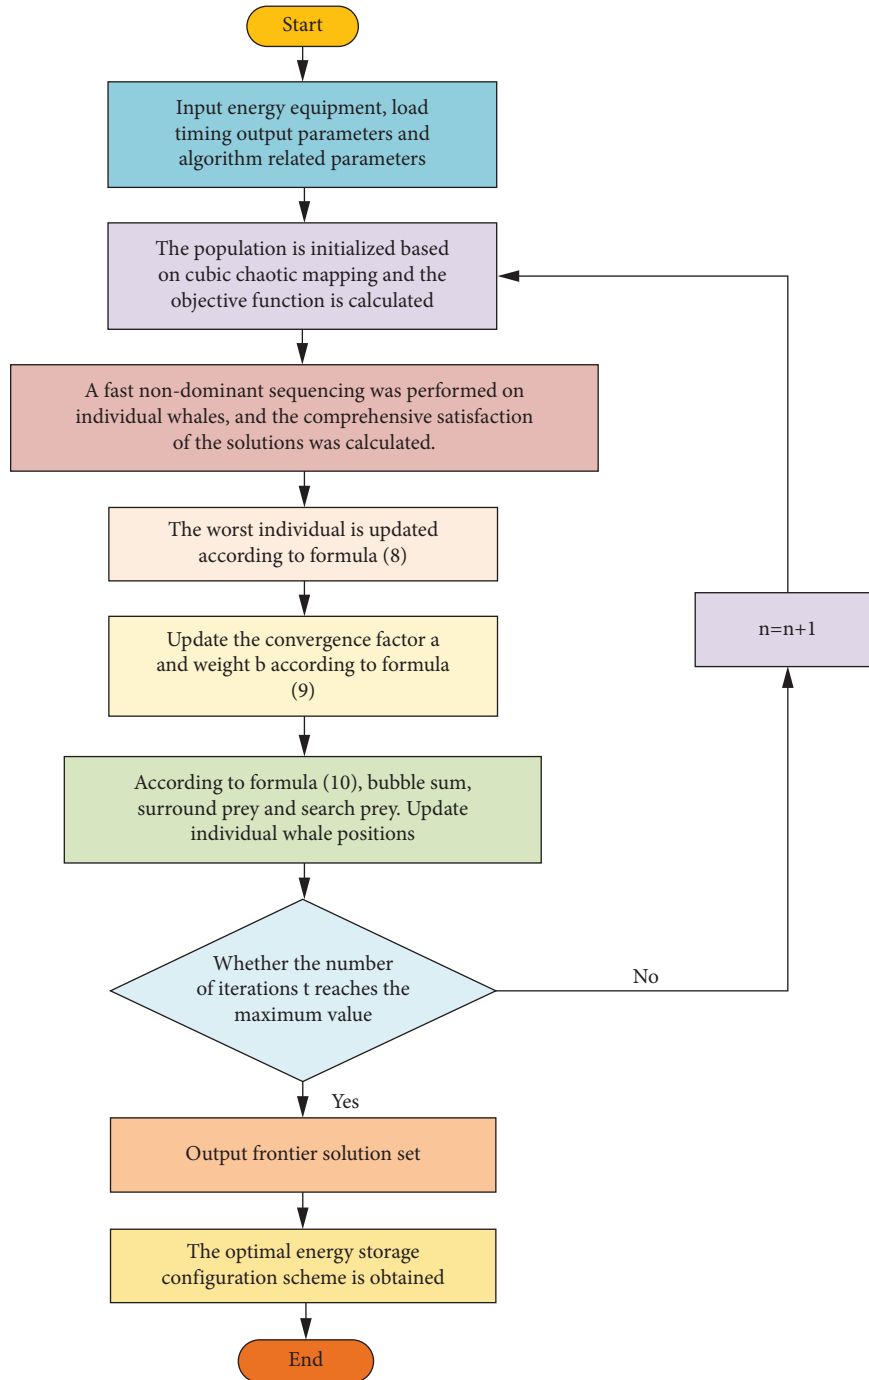 Start
Input energy equipment, load
timing output parameters and
algorithm related parameters
The population is initialized based
on cubic chaotic mapping and the
objective function is calculated
A fast non-dominant sequencing was performed on
individual whales, and the comprehensive satisfaction
of the solutions was calculated.
The worst individual is updated
according to formula (8)
Update the convergence factor a
and weight b according to formula
(9)
n=n+1
According to formula (10), bubble sum,
surround prey and search prey. Update
individual whale positions
Whether the number
of iterations t reaches the
maximum value
No
Yes
Output frontier solution set
The optimal energy storage
configuration scheme is obtained
End